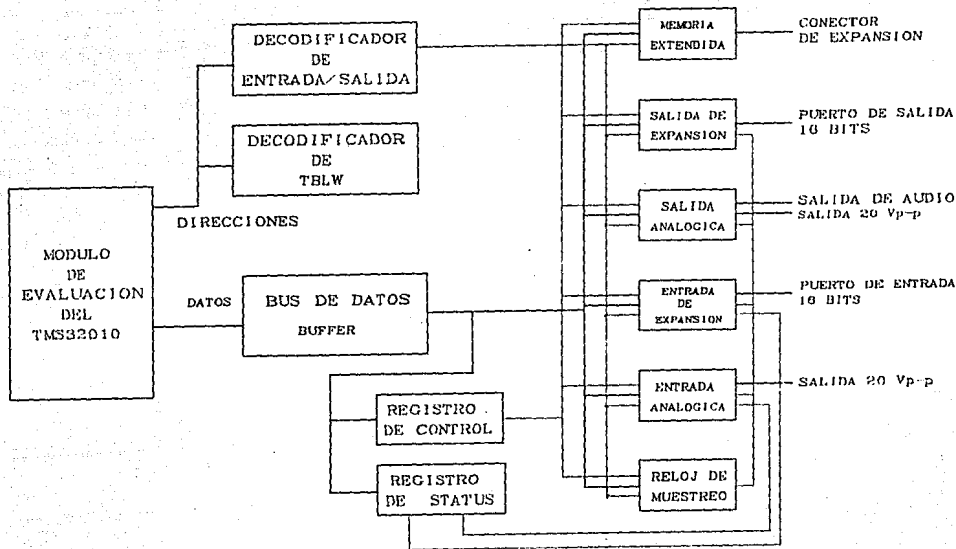 DECODIFICADOR
DE
ENTRADA/SALIDA
DECODIFICADOR
DE
TBLW
DIRECCIONES
MODULO
DE
EVALUACION
DEL
TMS32010
DATOS
BUS DE DATOS
BUFFER
REGISTRO
DE CONTROL
REGISTRO
DE STATUS
MEMORIA
EXTENDIDA
CONECTOR
DE EXPANSION
SALIDA DE
EXPANSION
PUERTO DE SALIDA
16 BITS
SALIDA
ANALOGICA
SALIDA DE AUDIO
SALIDA 20 Vp-p
ENTRADA
DE
EXPANSION
PUERTO DE ENTRADA
16 BITS
ENTRADA
ANALOGICA
SALIDA 20 Vp-p
RELOJ DE
MUESTREO